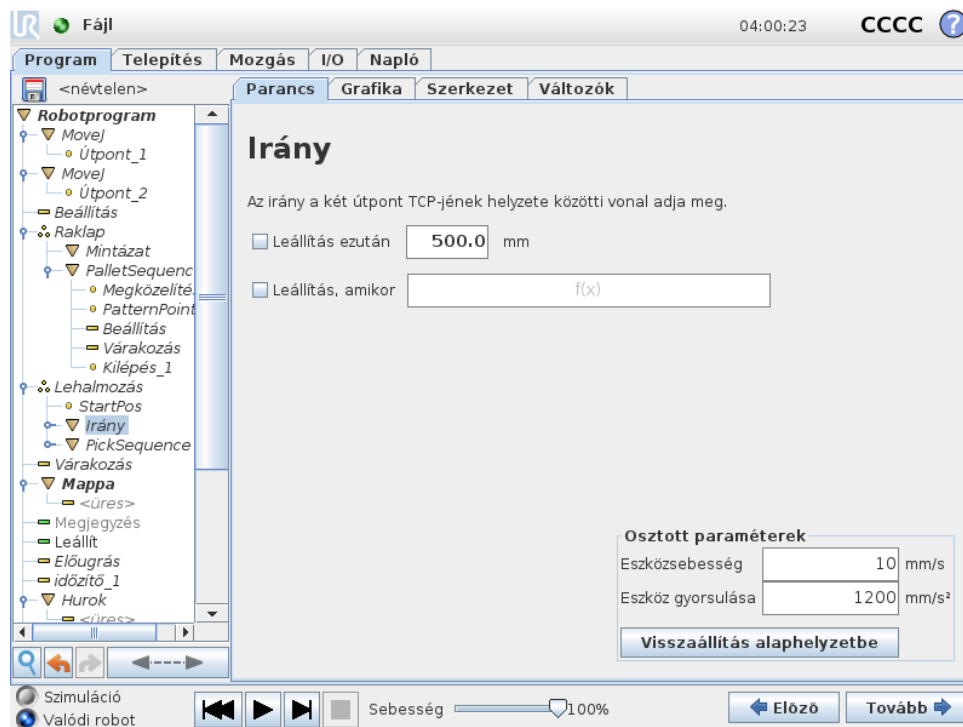 UR Fájl 04:00:23 CCCC ?
Program Telepítés Mozgás I/O Napló
<névtelen>
Parancs Grafika Szerkezet Változók
Robotprogram
MoveJ
Útpont_1
MoveJ
Útpont_2
Beállítás
Raklap
Mintázat
PalletSequenc
Megközelítés
PatternPoint
Beállítás
Várakozás
Kilépés_1
Lehalmozás
StartPos
Irány
PickSequence
Várakozás
Mappa
<üres>
Megjegyzés
Leállít
Előugrás
időzítő_1
Hurok
<üres>
Irány
Az irány a két útpont TCP-jének helyzete közötti vonal adja meg.
Leállítás ezután 500.0 mm
Leállítás, amikor f(x)
Osztott paraméterek
Eszközsebesség 10 mm/s
Eszköz gyorsulása 1200 mm/s²
Visszaállítás alaphelyzetbe
Szimuláció
Valódi robot
Sebesség 100%
Előző Tovább